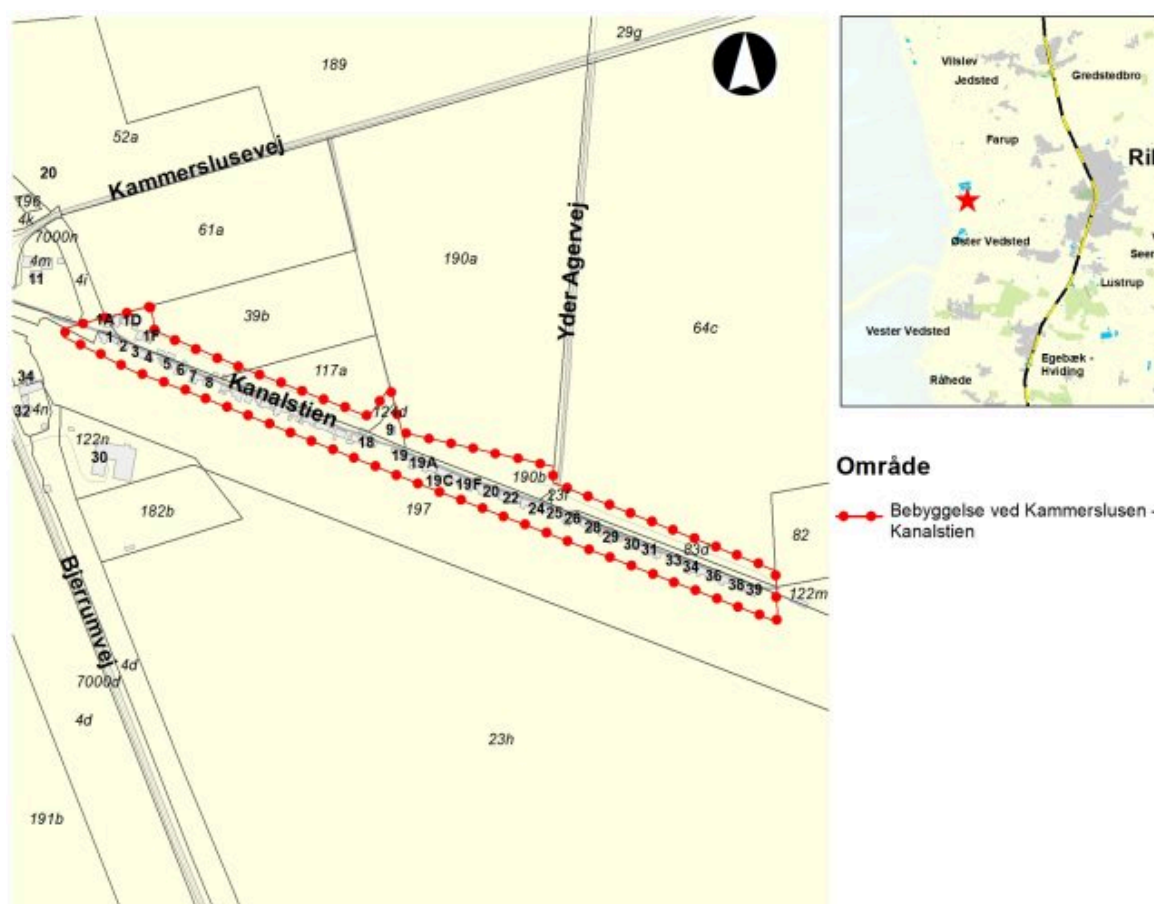 29g
189
52a
20
Kammerslusevej
196
4k
7000n
61a
4m
4i
11
190a
Yder Agervej
64c
39b
1A 1D
1F
1
2
3
4
5
6
7
8
117a
Kanalstien
124d
9
18
34
32
4n
122n
30
19
19A
19C
19F
20
22
190b
23i
24
25
26
28
29
30
31
83d
33
34
36
38
39
82
122m
182b
197
Bjerrumvej
4d
7000d
4d
23h
191b
Vilslev
Jedsted
Gredstedbro
Farup
Øster Vedsted
Lustrup
Vester Vedsted
Egebæk -
Hviding
Råhede
Område
Bebyggelse ved Kammerslusen -
Kanalstien